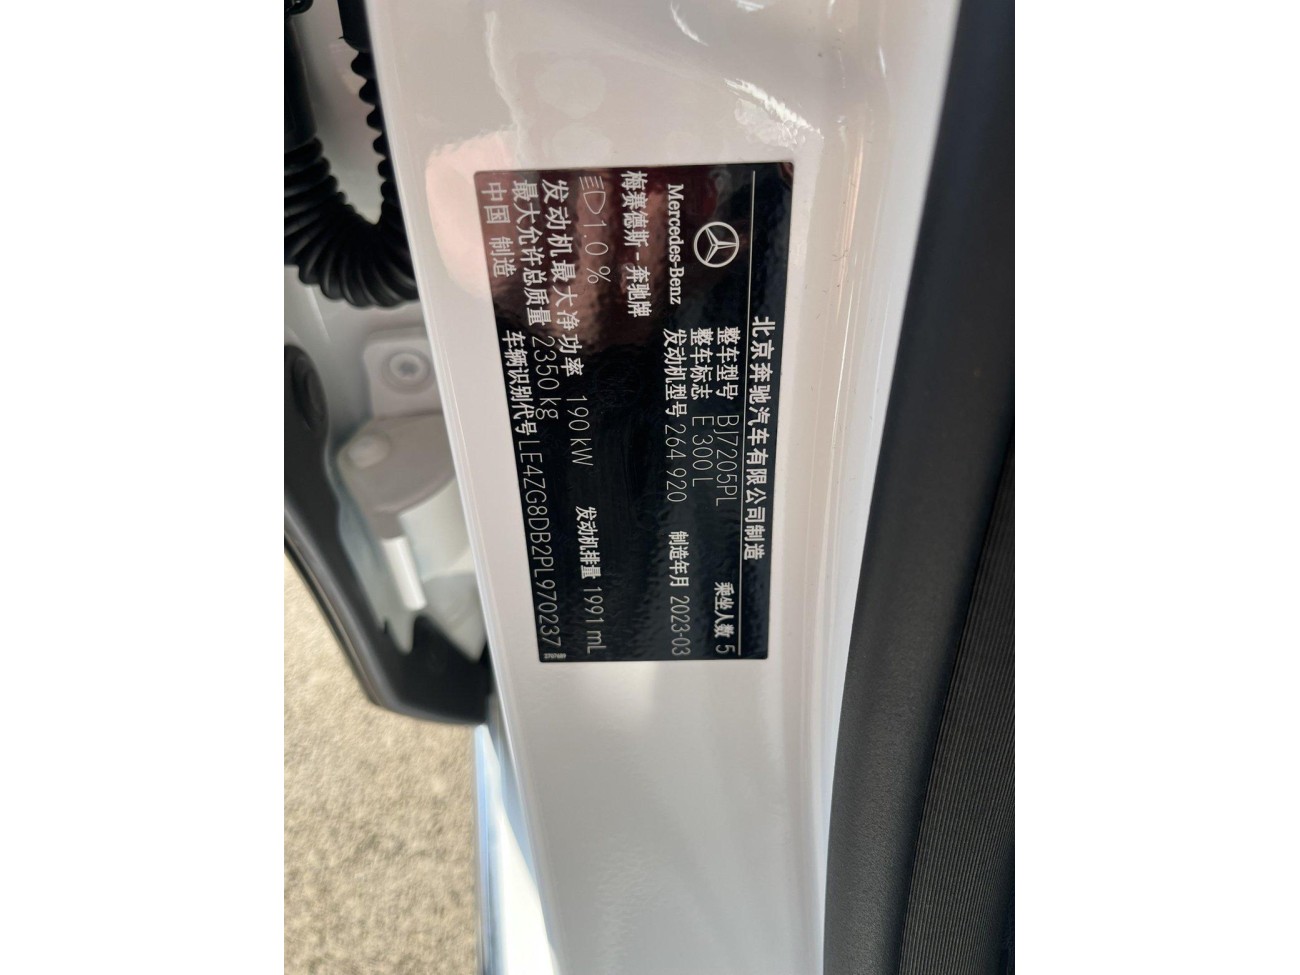 北京奔驰汽车有限公司制造
整车型号 BJ7205PL 乘坐人数 5
整车标志 E 300 L
Mercedes-Benz 发动机型号 264 920 制造年月 2023-03
梅赛德斯-奔驰牌
1.0 %
发动机最大净功率 190 kW 发动机排量 1991 mL
最大允许总质量 2350 kg
中国 制造 车辆识别代号 LE4ZG8DB2PL970237